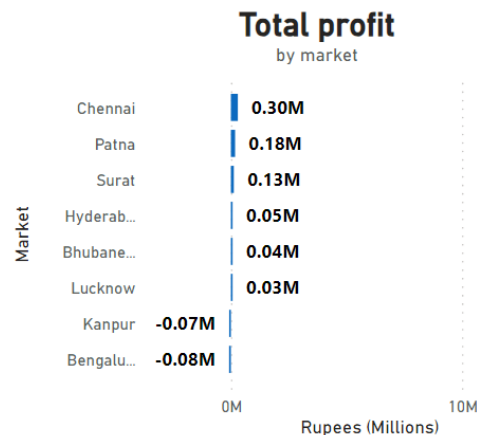 Total profit
by market
Market
Chennai 0.30M
Patna 0.18M
Surat 0.13M
Hyderab... 0.05M
Bhubane... 0.04M
Lucknow 0.03M
Kanpur -0.07M
Bengalu... -0.08M
0M 10M
Rupees (Millions)